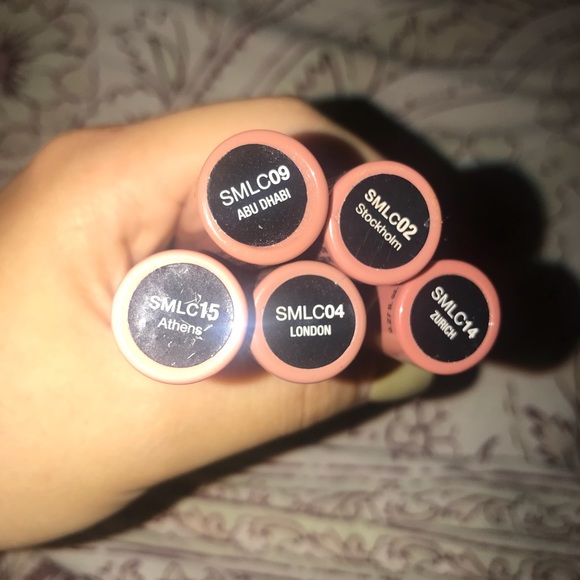 SMLC09
ABU DHABI
SMLC02
Stockholm
SMLC15
Athens
SMLC04
LONDON
SMLC14
ZURICH